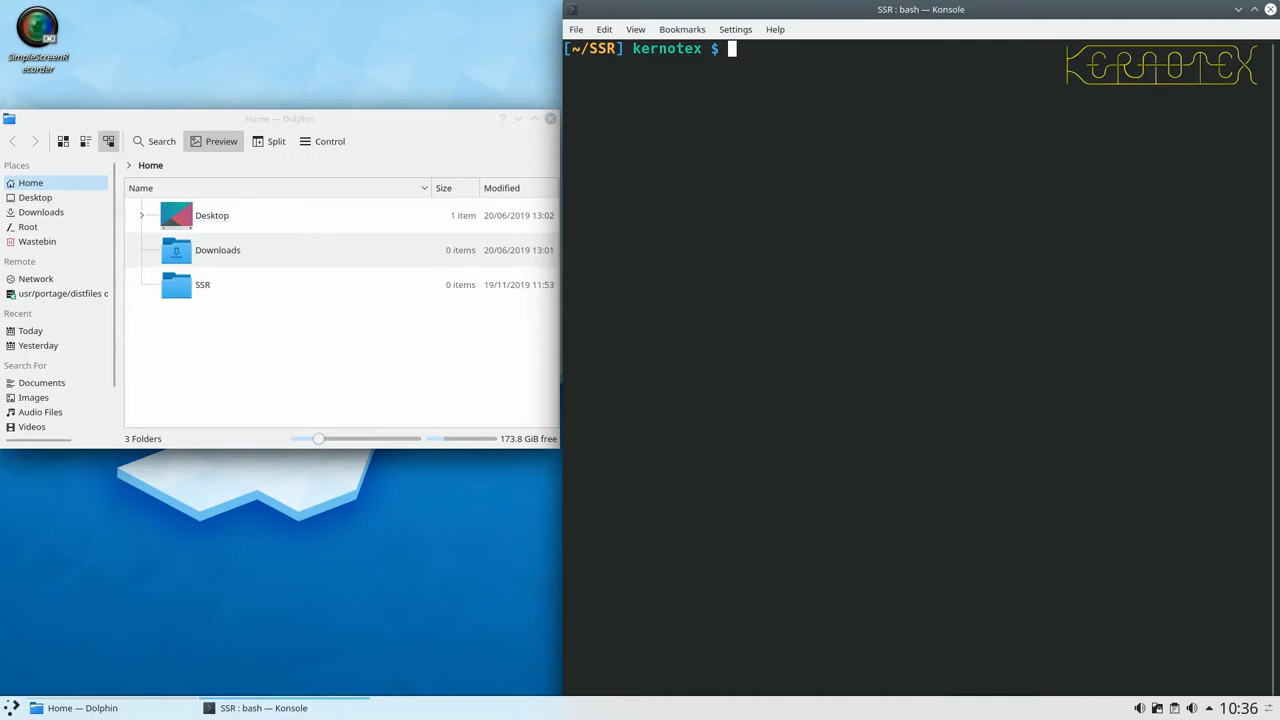 SimpleScreenR
ecorder
Home — Dolphin
Search
Preview
Split
Control
Home
Places
Home
Desktop
Downloads
Root
Wastebin
Remote
Network
usr/portage/distfiles c
Recent
Today
Yesterday
Search For
Documents
Images
Audio Files
Videos
Name Size Modified
Desktop 1 item 20/06/2019 13:02
Downloads 0 items 20/06/2019 13:01
SSR 0 items 19/11/2019 11:53
3 Folders 173.8 GiB free
SSR : bash — Konsole
File Edit View Bookmarks Settings Help
[~/SSR] kernotex $
KERNOTEX
Home — Dolphin
SSR : bash — Konsole
10:36